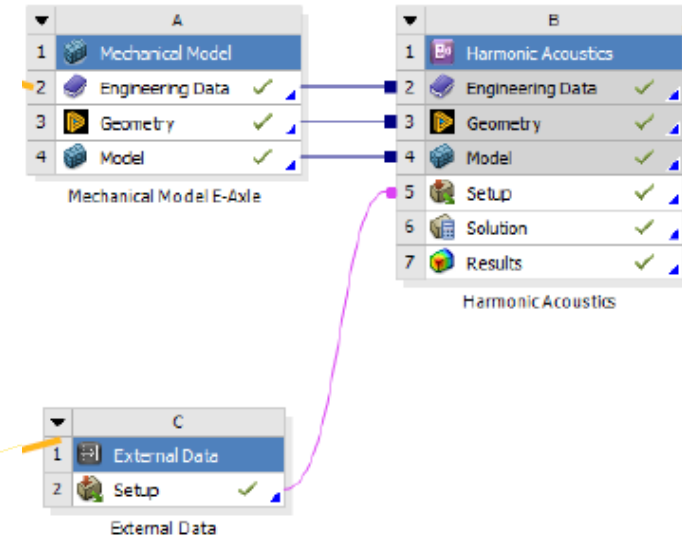 A
1 Mechanical Model
2 Engineering Data
3 Geometry
4 Model
Mechanical Model E-Axle
B
1 Harmonic Acoustics
2 Engineering Data
3 Geometry
4 Model
5 Setup
6 Solution
7 Results
Harmonic Acoustics
C
1 External Data
2 Setup
External Data